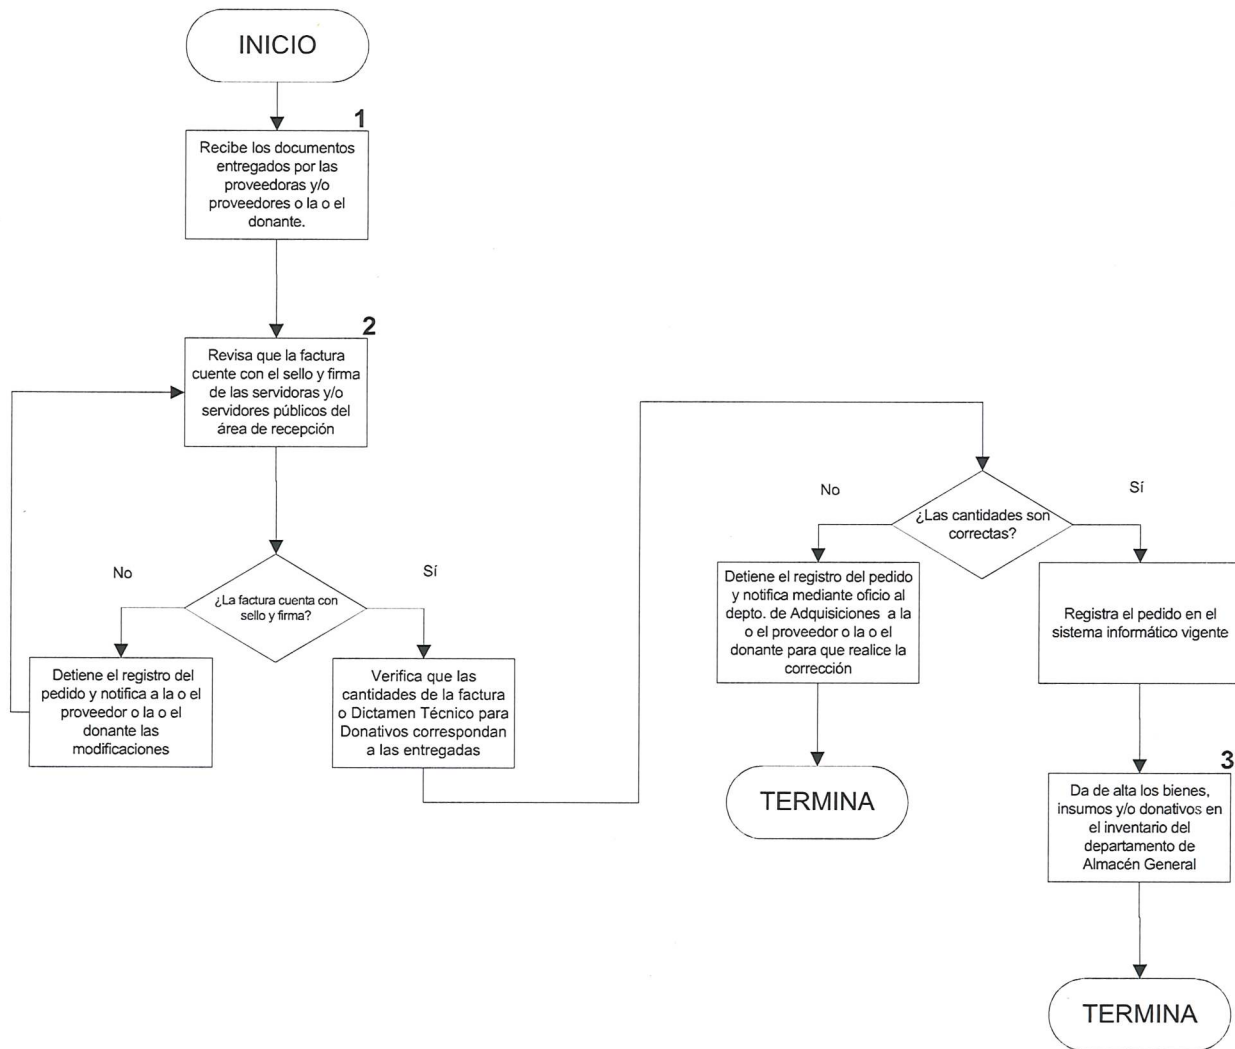 INICIO
1
Recibe los documentos
entregados por las
proveedoras y/o
proveedores o la o el
donante.
2
Revisa que la factura
cuente con el sello y firma
de las servidoras y/o
servidores públicos del
área de recepción
No
Sí
¿La factura cuenta con
sello y firma?
Detiene el registro del
pedido y notifica a la o el
proveedor o la o el
donante las
modificaciones
Verifica que las
cantidades de la factura
o Dictamen Técnico para
Donativos correspondan
a las entregadas
No
Sí
¿Las cantidades son
correctas?
Detiene el registro del pedido
y notifica mediante oficio al
depto. de Adquisiciones a la
o el proveedor o la o el
donante para que realice la
corrección
TERMINA
Registra el pedido en el
sistema informático vigente
3
Da de alta los bienes,
insumos y/o donativos en
el inventario del
departamento de
Almacén General
TERMINA